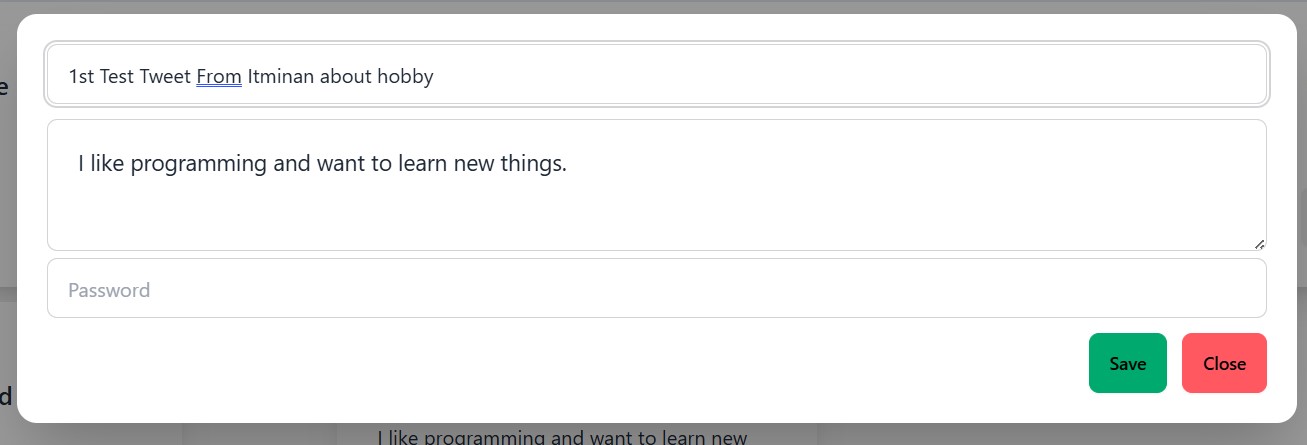 1st Test Tweet From Itminan about hobby
I like programming and want to learn new things.
Password
Save Close
e
d
I like programming and want to learn new